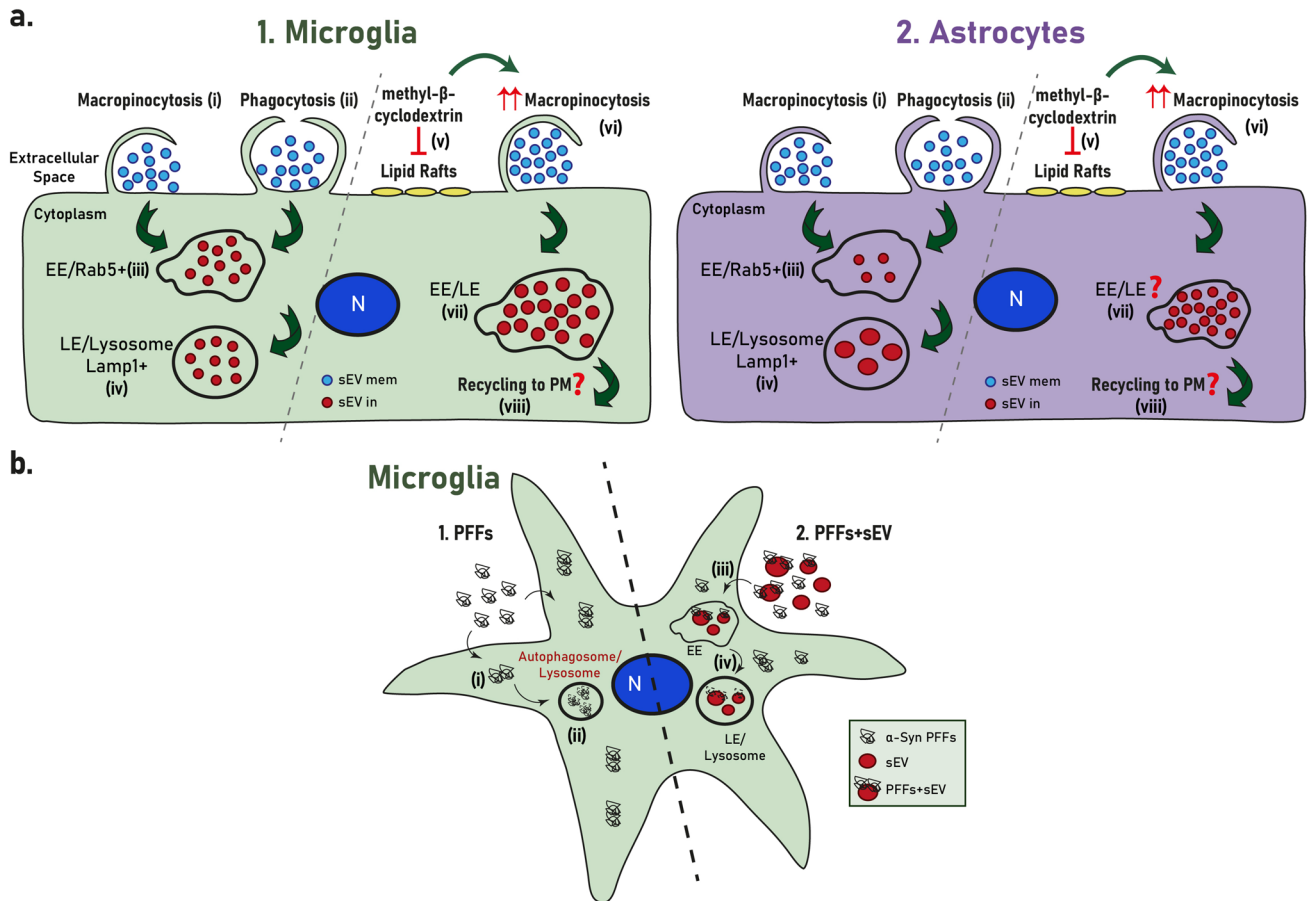 a.
1. Microglia
Macropinocytosis (i)
Phagocytosis (ii)
methyl-β-
cyclodextrin
(v)
Lipid Rafts
Macropinocytosis
(vi)
Extracellular
Space
Cytoplasm
EE/Rab5+(iii)
LE/Lysosome
Lamp1+
(iv)
N
EE/LE
(vii)
sEV mem
sEV in
Recycling to PM?
(viii)
2. Astrocytes
Macropinocytosis (i)
Phagocytosis (ii)
methyl-β-
cyclodextrin
(v)
Lipid Rafts
Macropinocytosis
(vi)
Cytoplasm
EE/Rab5+(iii)
LE/Lysosome
Lamp1+
(iv)
N
EE/LE ?
(vii)
sEV mem
sEV in
Recycling to PM ?
(viii)
b.
Microglia
1. PFFs
2. PFFs+sEV
(iii)
EE
(i)
Autophagosome/
Lysosome
(ii)
N
(iv)
LE/
Lysosome
α-Syn PFFs
sEV
PFFs+sEV